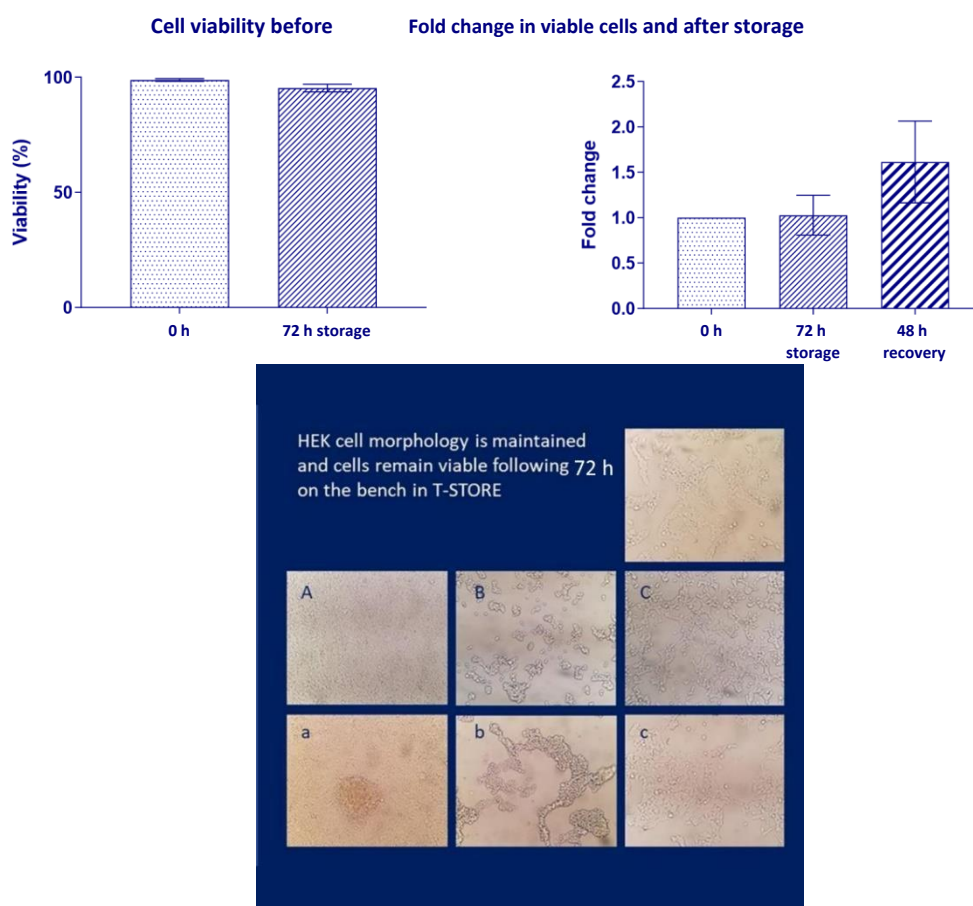 Cell viability before
Fold change in viable cells and after storage
Viability (%)
100
50
0
0 h
72 h storage
Fold change
2.5
2.0
1.5
1.0
0.5
0.0
0 h
72 h
storage
48 h
recovery
HEK cell morphology is maintained
and cells remain viable following 72 h
on the bench in T-STORE
A
B
C
a
b
c